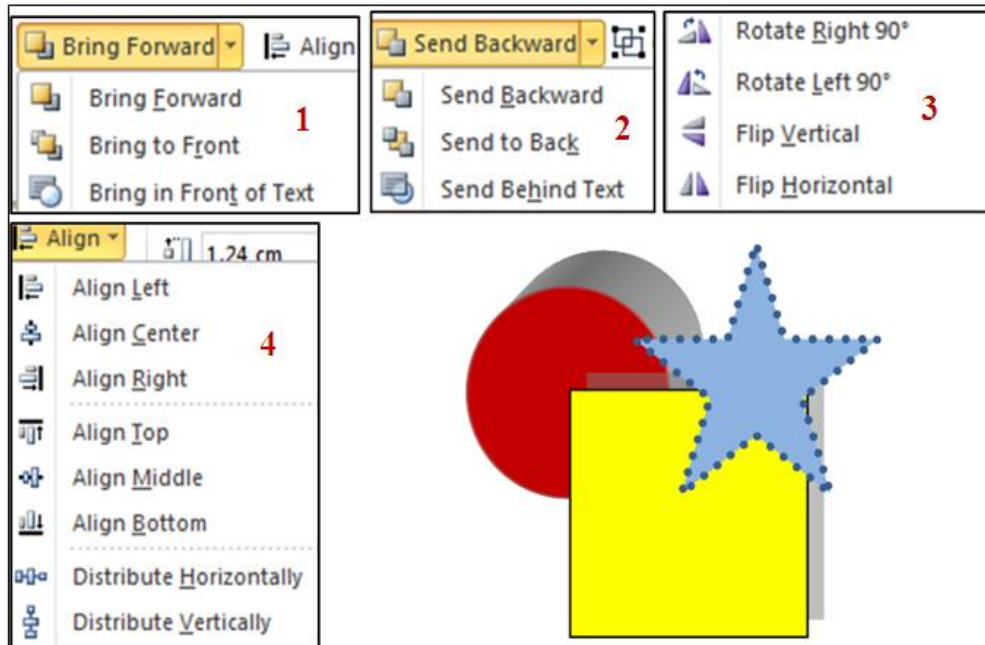 Bring Forward
Align
Bring Forward
Bring to Front
Bring in Front of Text
1
Send Backward
Send Backward
Send to Back
Send Behind Text
2
Rotate Right 90°
Rotate Left 90°
Flip Vertical
Flip Horizontal
3
Align
1.24 cm
Align Left
Align Center
Align Right
Align Top
Align Middle
Align Bottom
Distribute Horizontally
Distribute Vertically
4